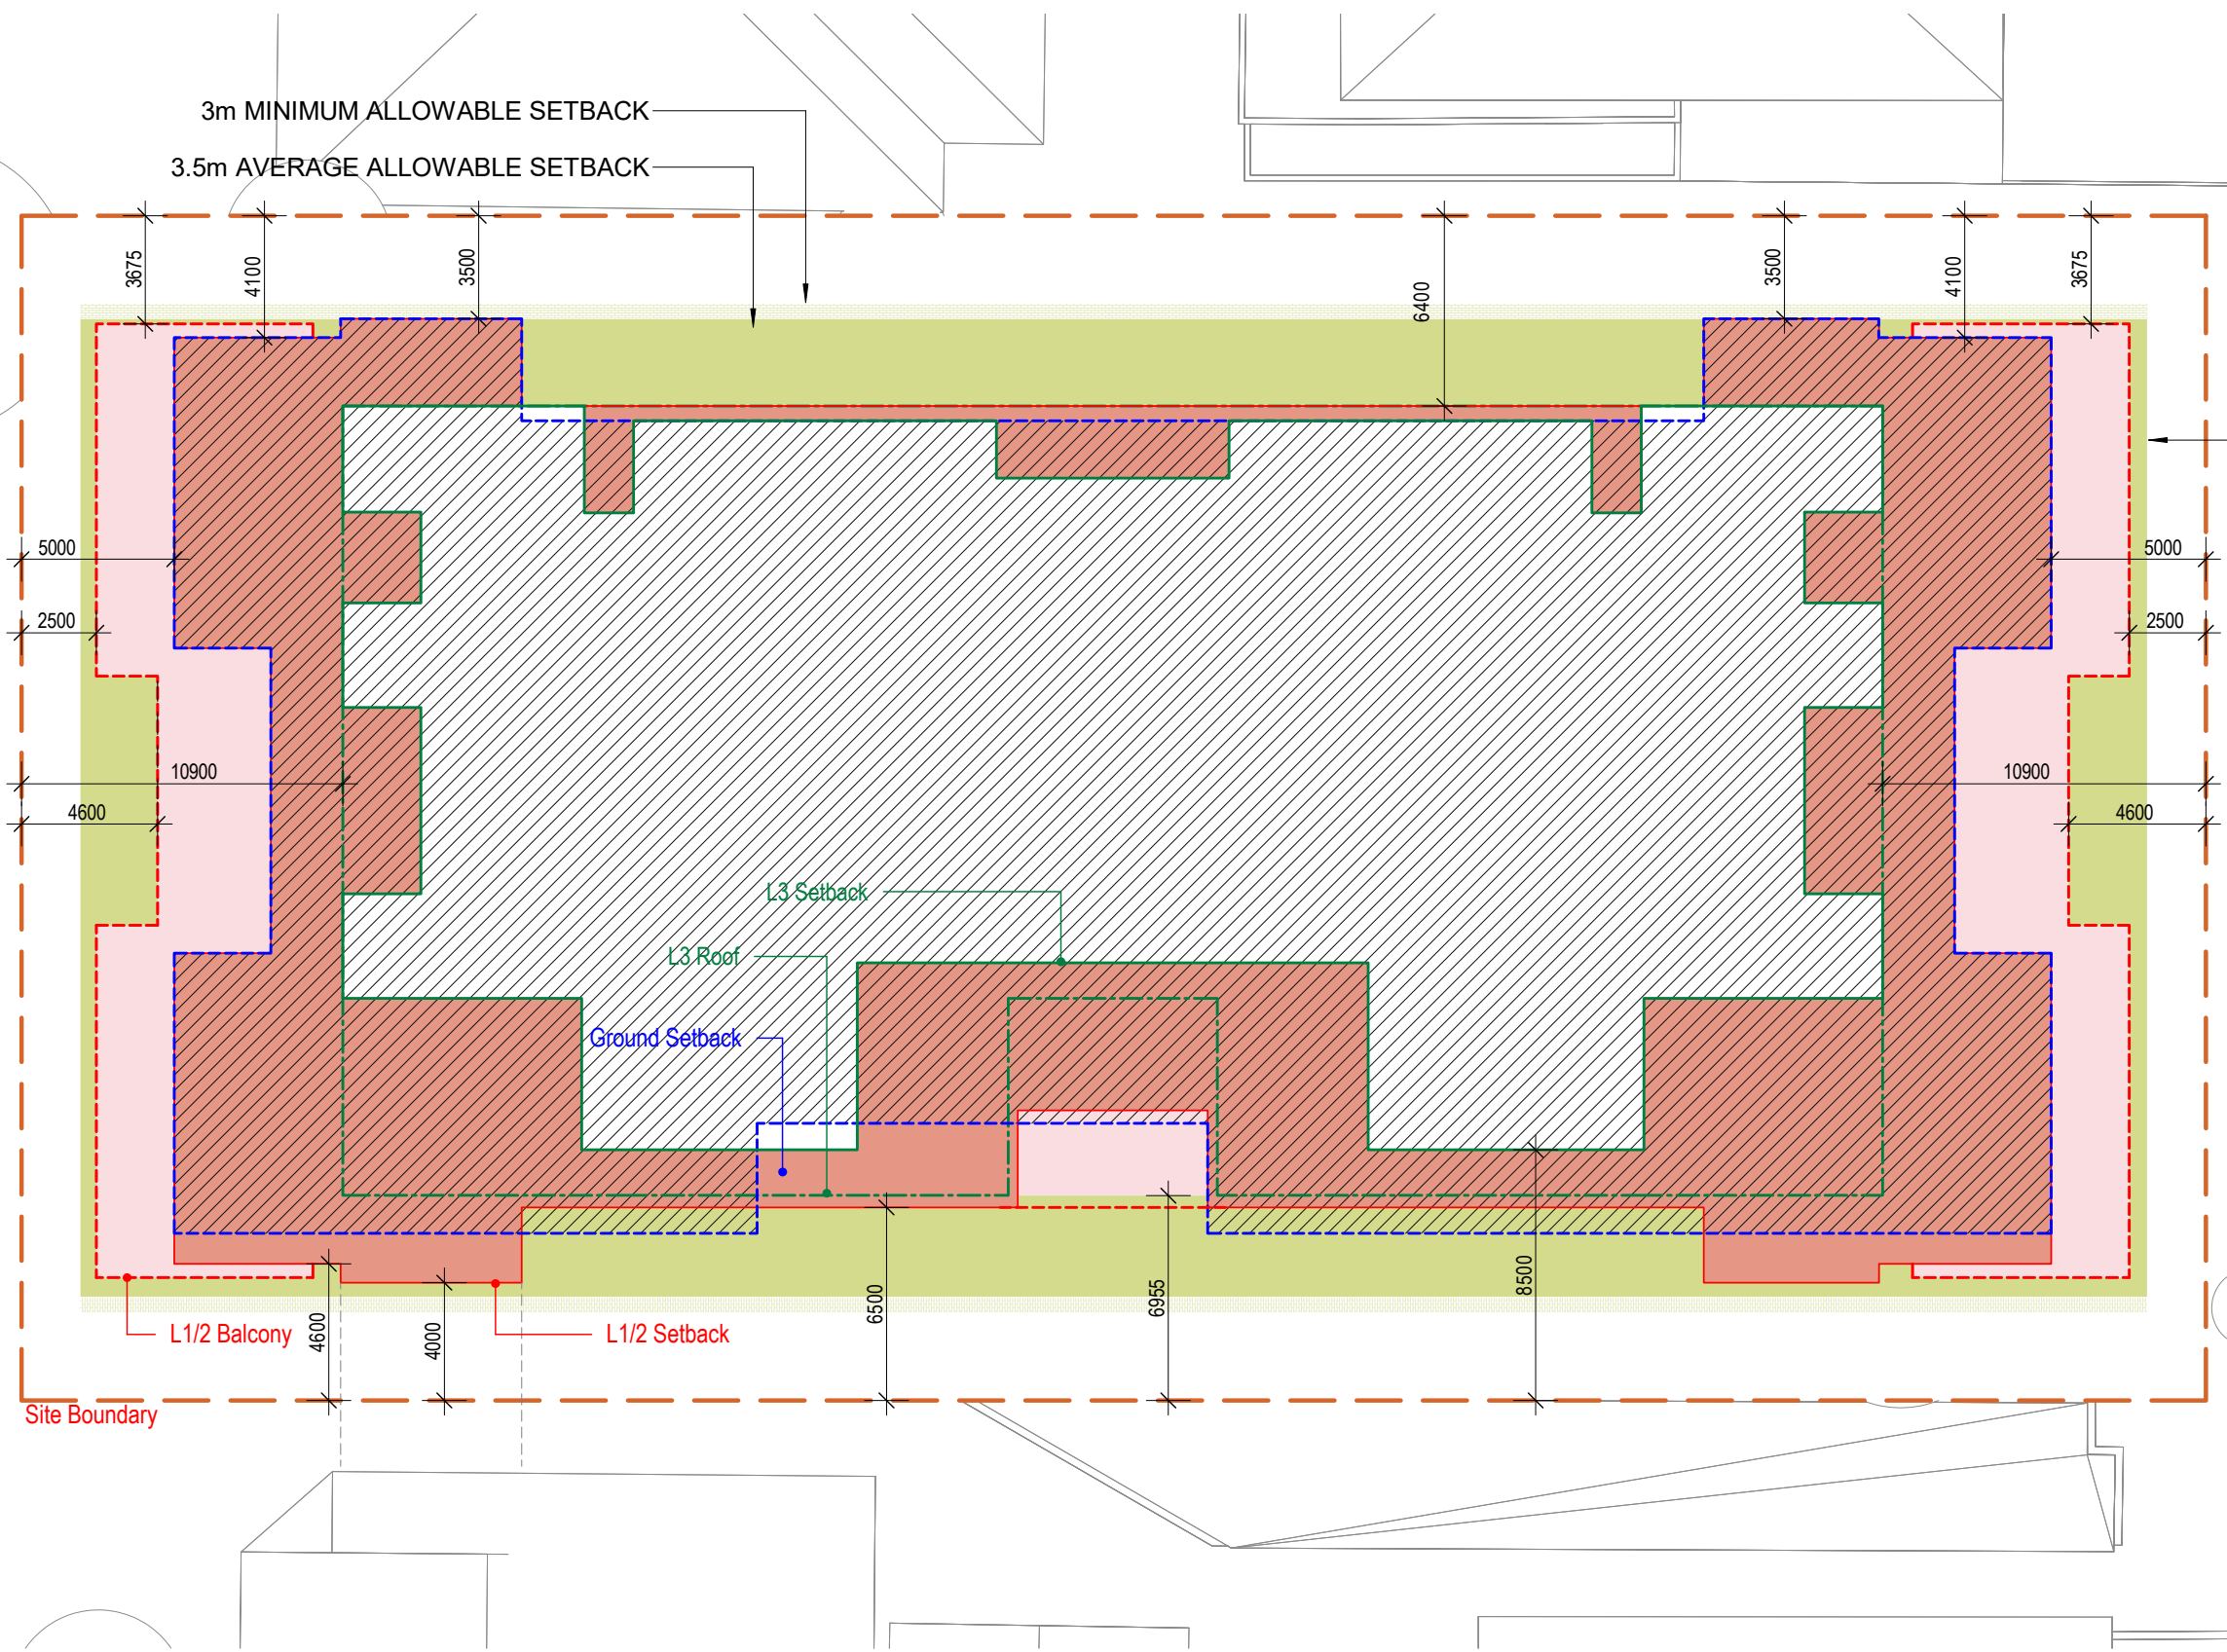 3m MINIMUM ALLOWABLE SETBACK
3.5m AVERAGE ALLOWABLE SETBACK
3675
4100
3500
6400
3500
4100
3675
5000
5000
2500
2500
10900
10900
4600
4600
L3 Setback
L3 Roof
Ground Setback
L1/2 Balcony
4600
4000
L1/2 Setback
6500
6955
8500
Site Boundary